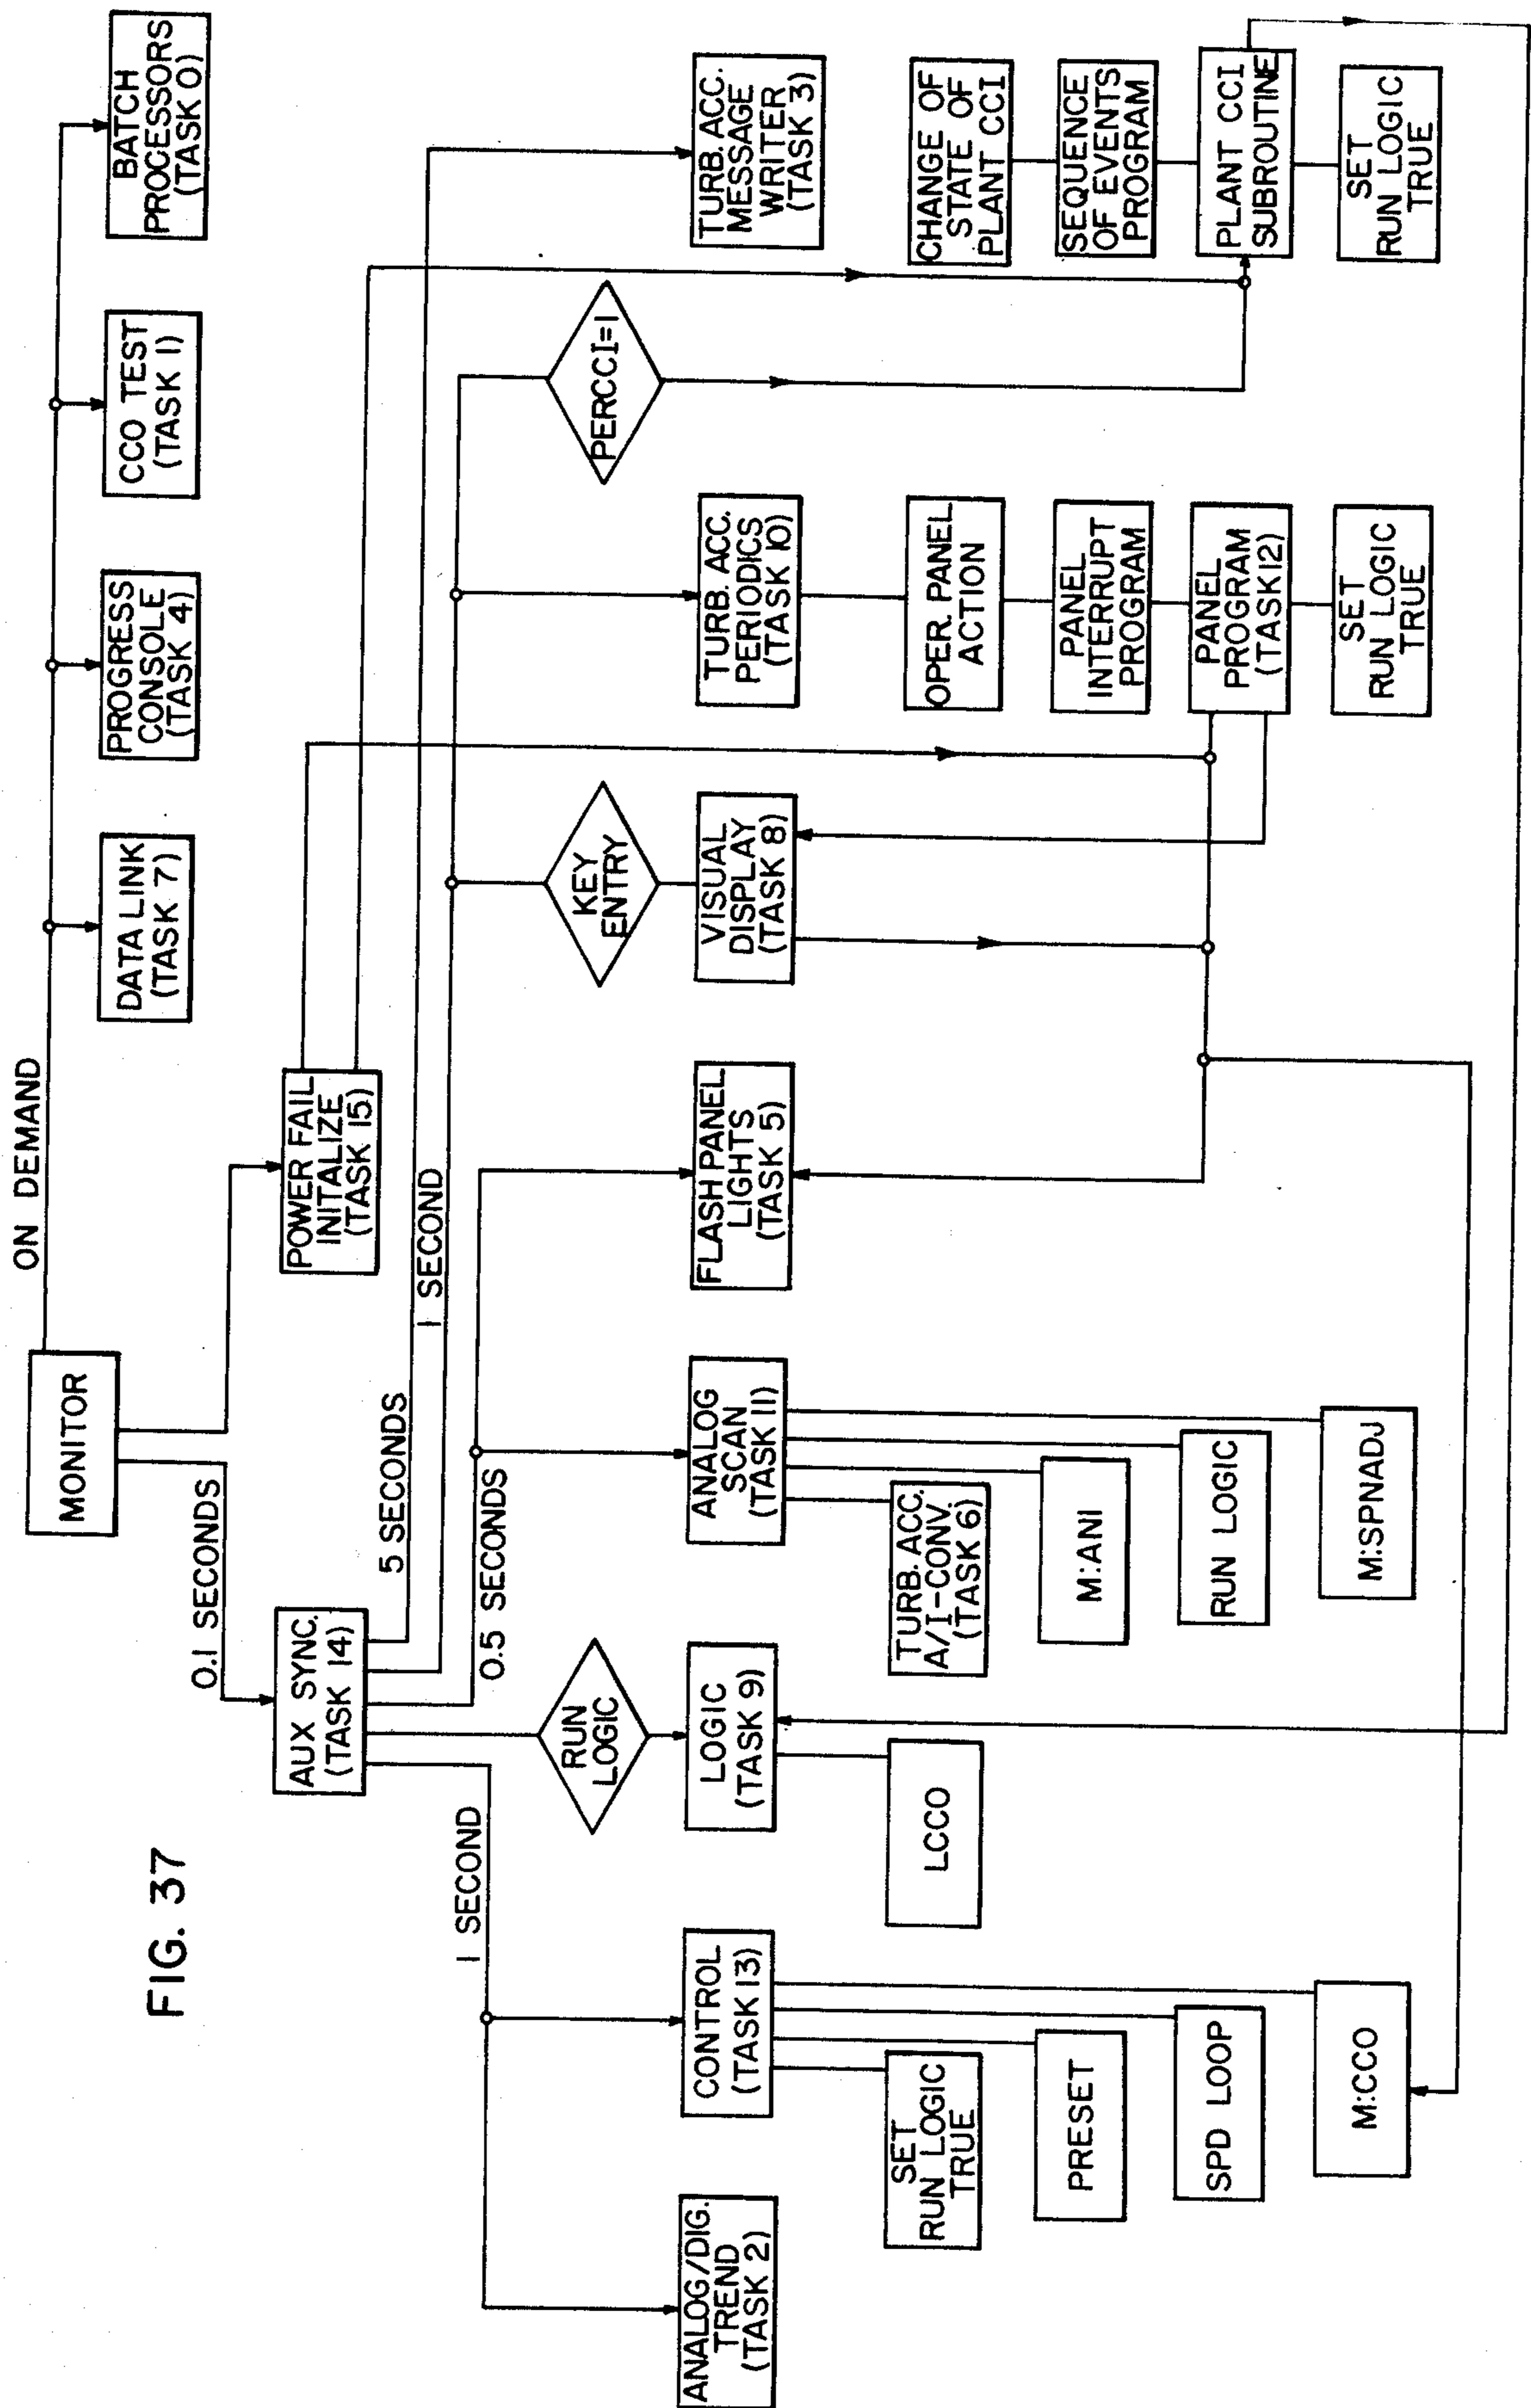 FIG. 37
ON DEMAND
MONITOR
DATA LINK
(TASK 7)
PROGRESS
CONSOLE
(TASK 4)
CCO TEST
(TASK 1)
BATCH
PROCESSORS
(TASK 0)
0.1 SECONDS
AUX SYNC.
(TASK 14)
POWER FAIL
INITALIZE
(TASK 15)
5 SECONDS
1 SECOND
0.5 SECONDS
1 SECOND
RUN
LOGIC
KEY
ENTRY
PERCCI=1
ANALOG/DIG.
TREND
(TASK 2)
CONTROL
(TASK 13)
LOGIC
(TASK 9)
ANALOG
SCAN
(TASK 11)
FLASH PANEL
LIGHTS
(TASK 5)
VISUAL
DISPLAY
(TASK 8)
TURB. ACC.
PERIODICS
(TASK 10)
TURB. ACC.
MESSAGE
WRITER
(TASK 3)
SET
RUN LOGIC
TRUE
LCCO
TURB. ACC.
A/I-CONV.
(TASK 6)
OPER. PANEL
ACTION
CHANGE OF
STATE OF
PLANT CCI
PRESET
M:ANI
PANEL
INTERRUPT
PROGRAM
SEQUENCE
OF EVENTS
PROGRAM
SPD LOOP
RUN LOGIC
PANEL
PROGRAM
(TASK 12)
PLANT CCI
SUBROUTINE
M:CCO
M:SPNADJ
SET
RUN LOGIC
TRUE
SET
RUN LOGIC
TRUE